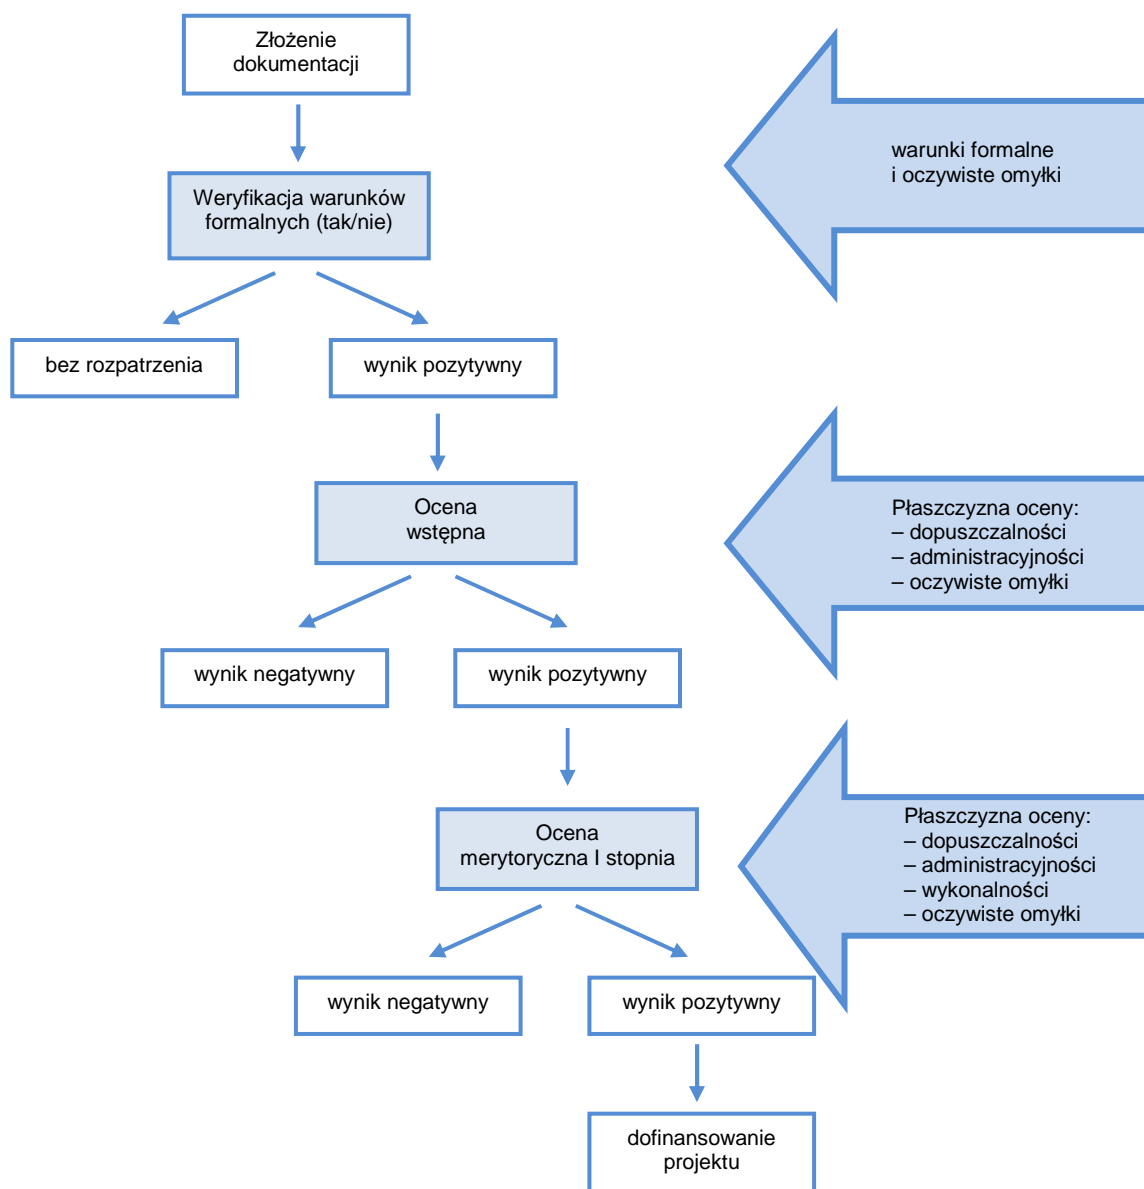 Złożenie
dokumentacji
warunki formalne
i oczywiste omyłki
Weryfikacja warunków
formalnych (tak/nie)
bez rozpatrzenia
wynik pozytywny
Ocena
wstępna
Płaszczyzna oceny:
– dopuszczalności
– administracyjności
– oczywiste omyłki
wynik negatywny
wynik pozytywny
Ocena
merytoryczna I stopnia
Płaszczyzna oceny:
– dopuszczalności
– administracyjności
– wykonalności
– oczywiste omyłki
wynik negatywny
wynik pozytywny
dofinansowanie
projektu